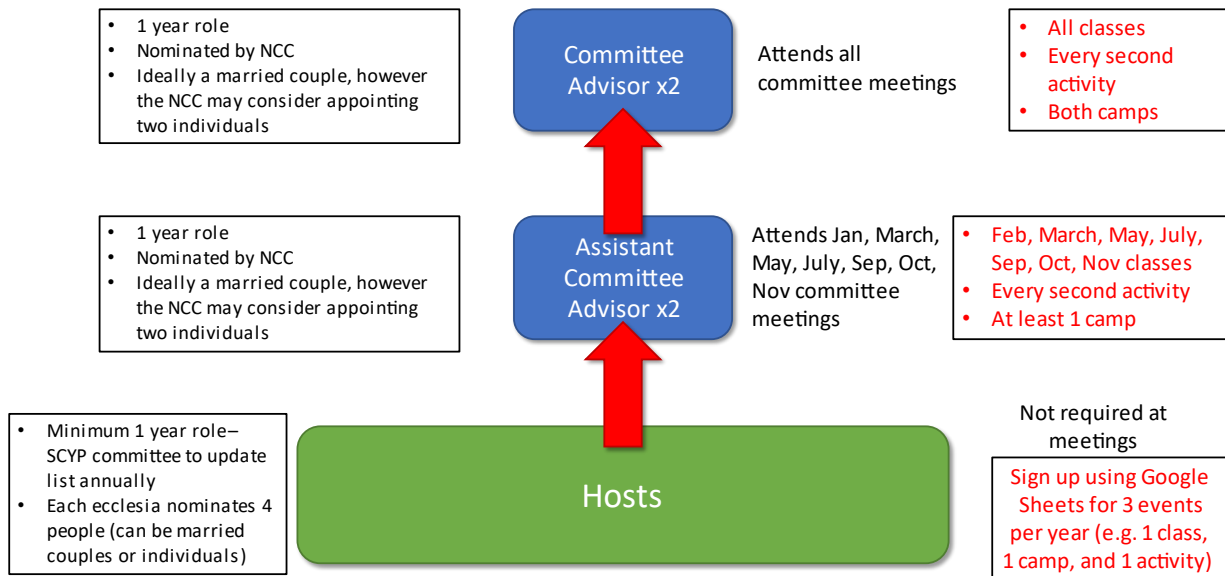 • 1 year role
• Nominated by NCC
• Ideally a married couple, however
the NCC may consider appointing
two individuals
Committee
Advisor x2
Attends all
committee meetings
• All classes
• Every second
activity
• Both camps
• 1 year role
• Nominated by NCC
• Ideally a married couple, however
the NCC may consider appointing
two individuals
Assistant
Committee
Advisor x2
Attends Jan, March,
May, July, Sep, Oct,
Nov committee
meetings
• Feb, March, May, July,
Sep, Oct, Nov classes
• Every second activity
• At least 1 camp
• Minimum 1 year role–
SCYP committee to update
list annually
• Each ecclesia nominates 4
people (can be married
couples or individuals)
Hosts
Not required at
meetings
Sign up using Google
Sheets for 3 events
per year (e.g. 1 class,
1 camp, and 1 activity)